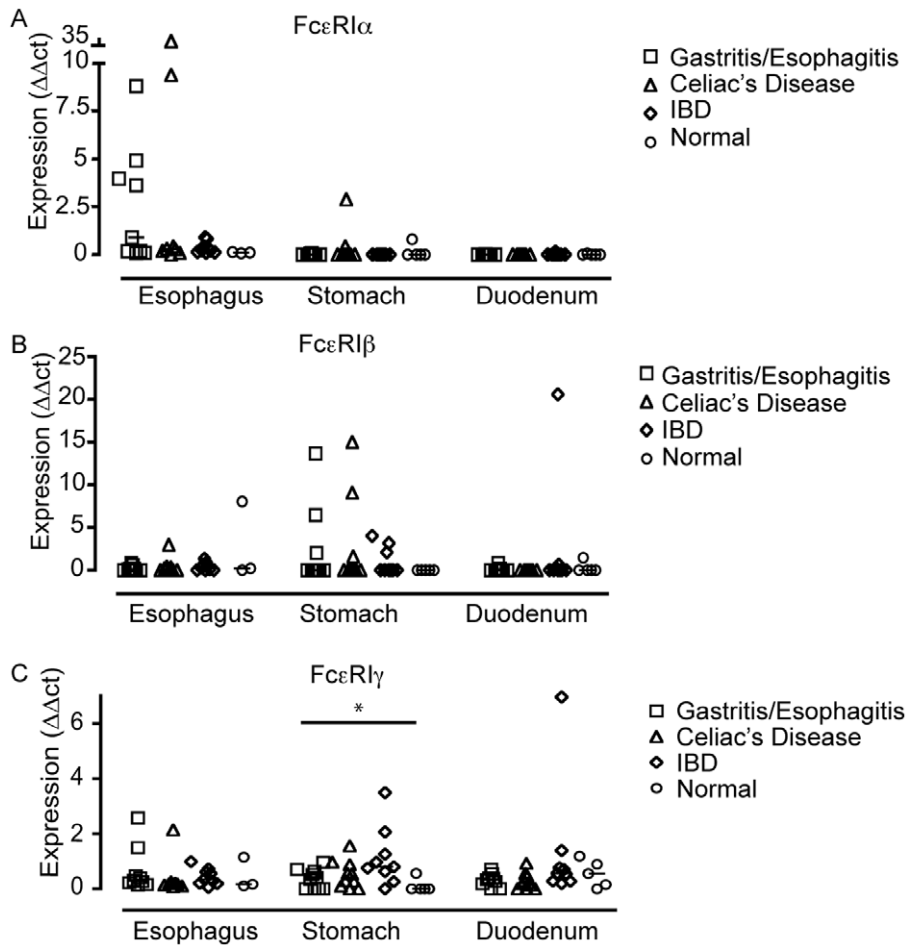 A
FcεRIα
Expression (ΔΔct)
35
10
7.5
5
2.5
0
Gastritis/Esophagitis
Celiac's Disease
IBD
Normal
Esophagus Stomach Duodenum
B
FcεRIβ
Expression (ΔΔct)
25
20
15
10
5
0
Gastritis/Esophagitis
Celiac's Disease
IBD
Normal
Esophagus Stomach Duodenum
C
FcεRIγ
Expression (ΔΔct)
6
4
2
0
*
Gastritis/Esophagitis
Celiac's Disease
IBD
Normal
Esophagus Stomach Duodenum